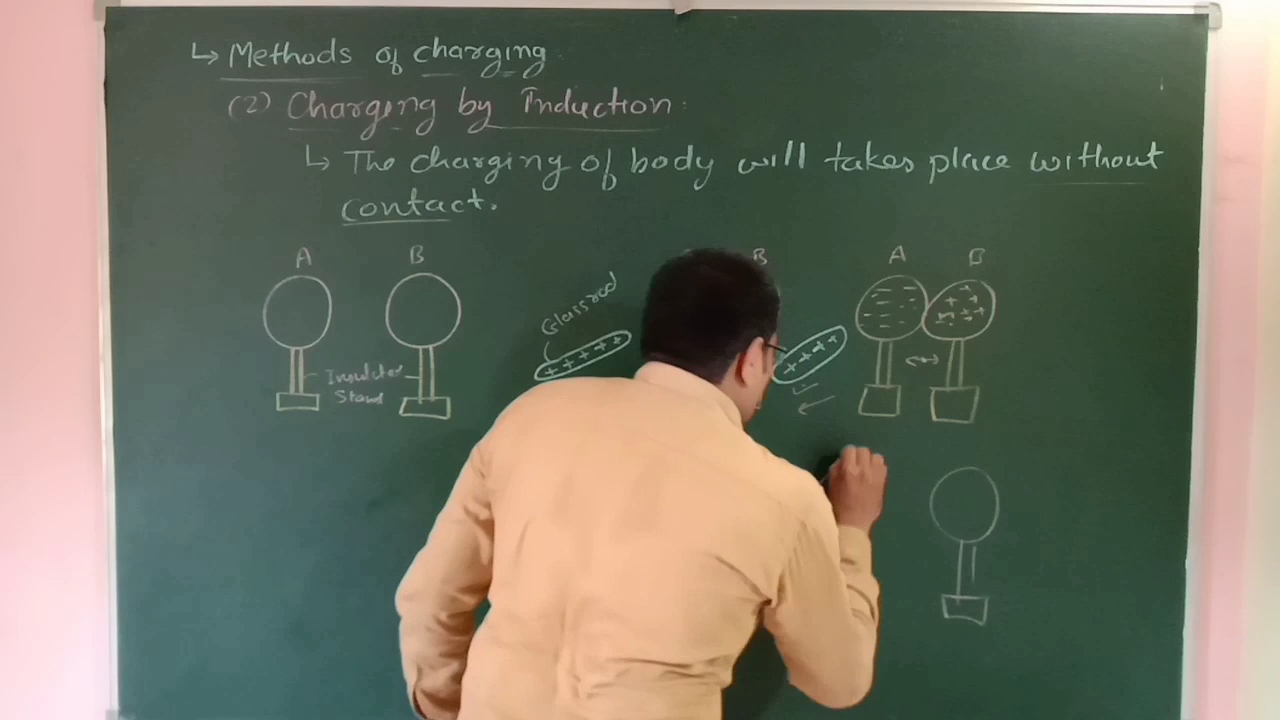 ↳ Methods of charging.
(2) Charging by Induction:
↳ The charging of body will takes place without
contact.
A B B A B
Glass rod
+ + + + +
+ + + +
Insulator
Stand